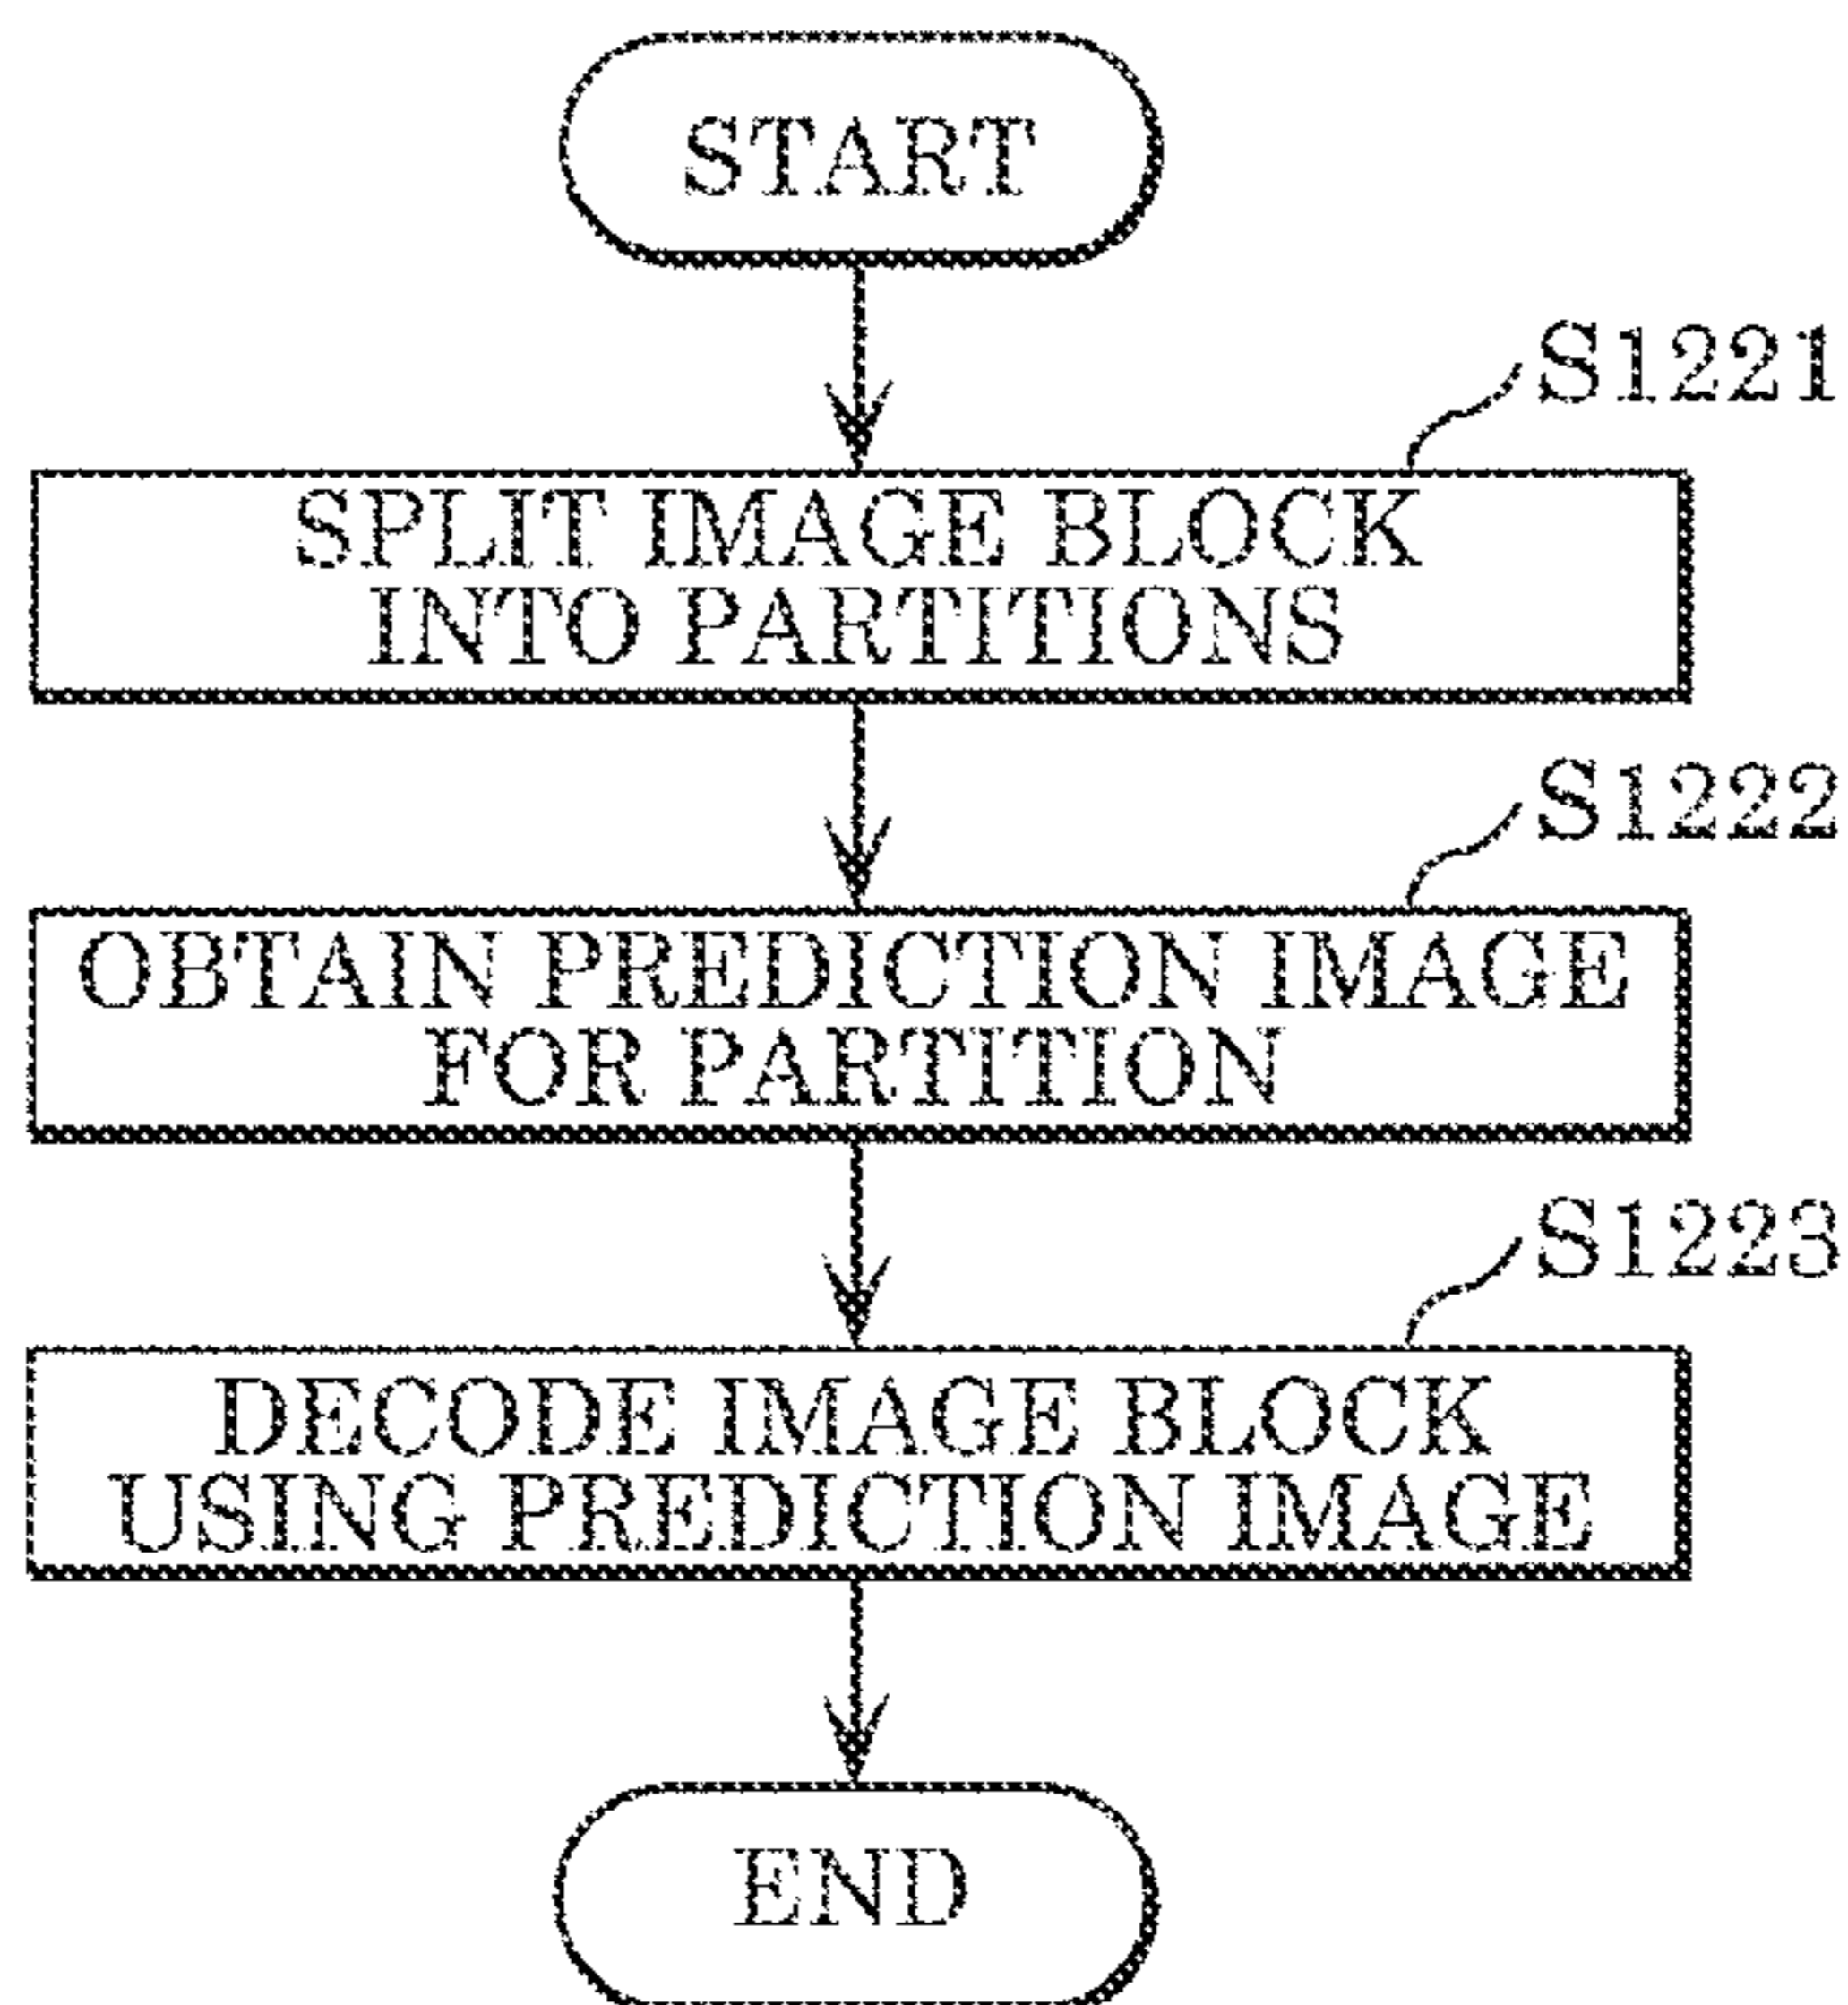 START
S1221
SPLIT IMAGE BLOCK
INTO PARTITIONS
S1222
OBTAIN PREDICTION IMAGE
FOR PARTITION
S1223
DECODE IMAGE BLOCK
USING PREDICTION IMAGE
END